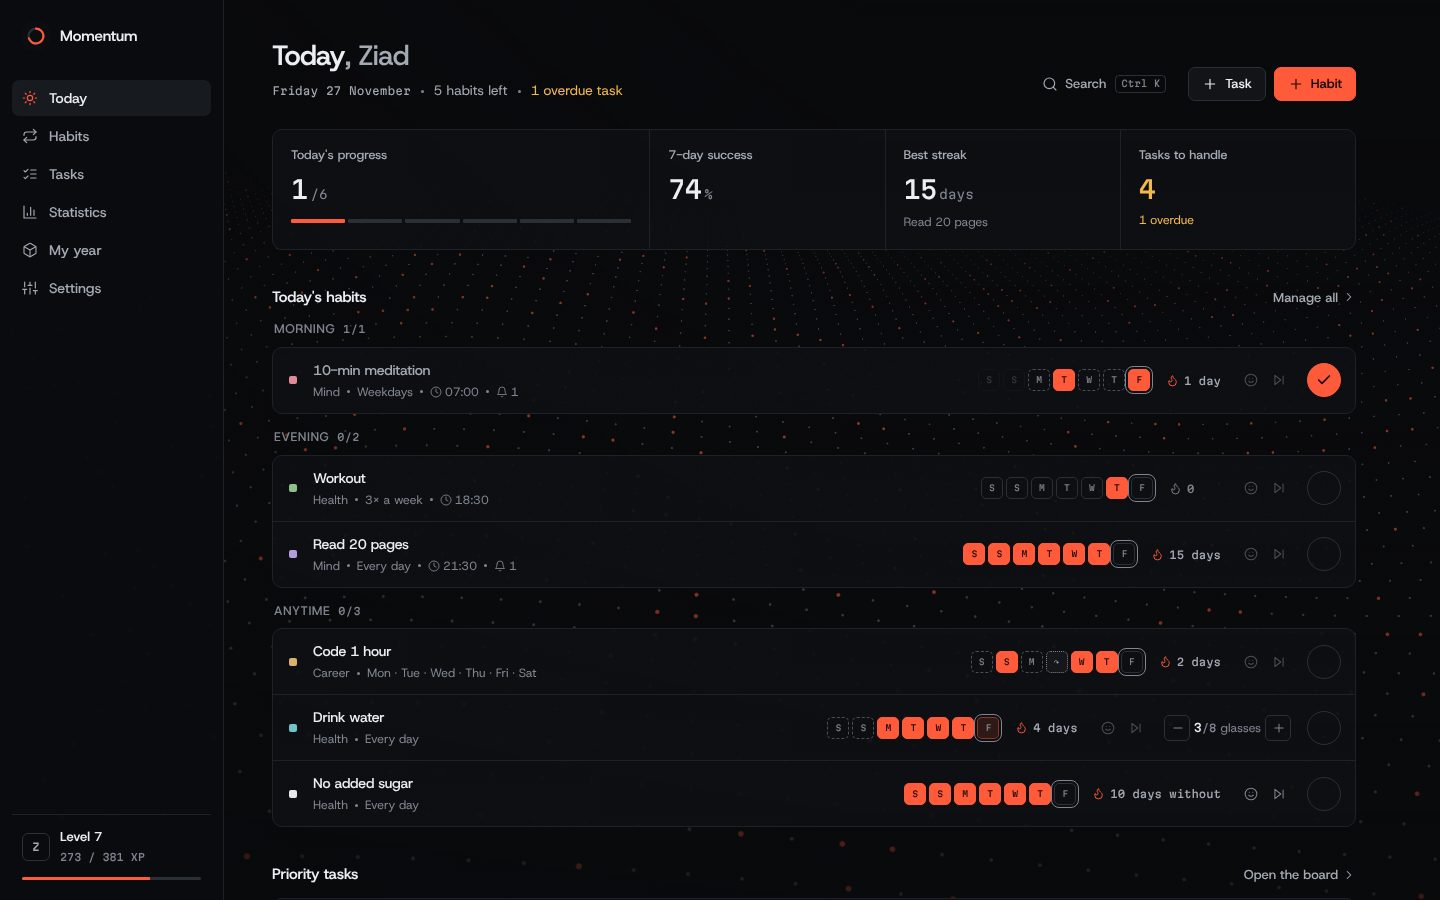 Momentum
Today
Habits
Tasks
Statistics
My year
Settings
Z
Level 7
273 / 381 XP
Today, Ziad
Friday 27 November • 5 habits left • 1 overdue task
Search Ctrl K
+ Task
+ Habit
Today's progress
1 /6
7-day success
74 %
Best streak
15 days
Read 20 pages
Tasks to handle
4
1 overdue
Today's habits
Manage all
MORNING 1/1
10-min meditation
Mind • Weekdays • 07:00 • 1
S S M T W T F 1 day
EVENING 0/2
Workout
Health • 3× a week • 18:30
S S M T W T F 0
Read 20 pages
Mind • Every day • 21:30 • 1
S S M T W T F 15 days
ANYTIME 0/3
Code 1 hour
Career • Mon · Tue · Wed · Thu · Fri · Sat
S S M W T F 2 days
Drink water
Health • Every day
S S M T W T F 4 days − 3/8 glasses +
No added sugar
Health • Every day
S S M T W T F 10 days without
Priority tasks
Open the board